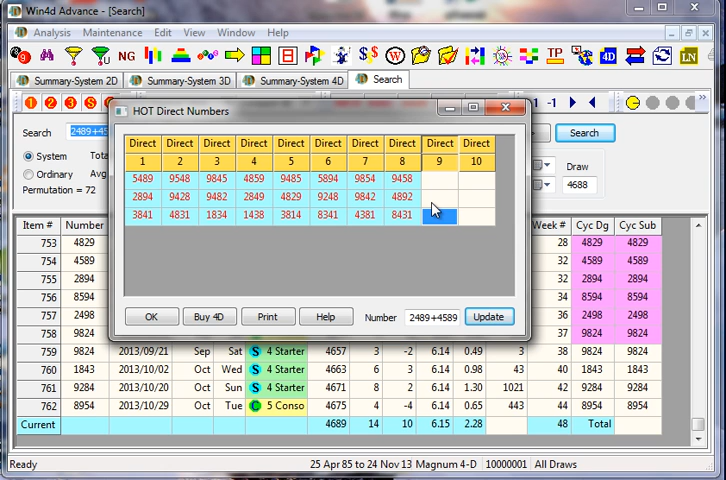 Win4d Advance - [Search]
Analysis Maintenance Edit View Window Help
NG TP 4D LN
Summary-System 2D Summary-System 3D Summary-System 4D Search
1 2 3 S -1
HOT Direct Numbers
Search 2489+45 Search
System Tota
Ordinary Avg Draw
Permutation = 72 4688
Direct Direct Direct Direct Direct Direct Direct Direct Direct Direct
1 2 3 4 5 6 7 8 9 10
5489 9548 9845 4859 9485 5894 9854 9458
2894 9428 9482 2849 4829 9248 9842 4892
3841 4831 1834 1438 3814 8341 4381 8431
OK Buy 4D Print Help Number 2489+4589 Update
Item # Number Week # Cyc Dg Cyc Sub
753 4829 28 4829 4829
754 4589 32 4589 4589
755 2894 32 2894 2894
756 8594 34 8594 8594
757 2498 36 2498 2498
758 9824 37 9824 9824
759 9824 2013/09/21 Sep Sat S 4 Starter 4657 3 -2 6.14 0.49 3 38 9824 9824
760 1843 2013/10/02 Oct Wed S 4 Starter 4663 6 3 6.14 0.98 43 40 1843 1843
761 9284 2013/10/20 Oct Sun S 4 Starter 4671 8 2 6.14 1.30 1021 42 9284 9284
762 8954 2013/10/29 Oct Tue C 5 Conso 4675 4 -4 6.14 0.65 443 44 8954 8954
Current 4689 14 10 6.15 2.28 48 Total
Ready 25 Apr 85 to 24 Nov 13 Magnum 4-D 10000001 All Draws